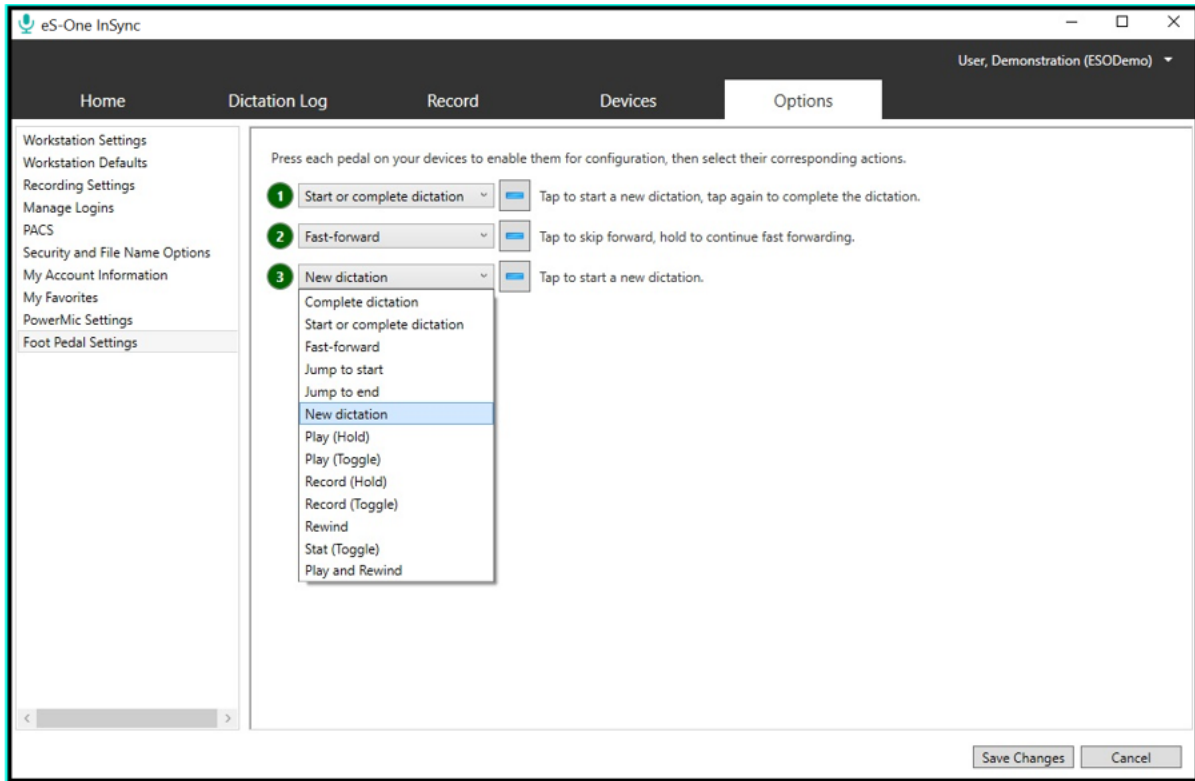 eS-One InSync
User, Demonstration (ESODemo)
Home Dictation Log Record Devices Options
Workstation Settings
Workstation Defaults
Recording Settings
Manage Logins
PACS
Security and File Name Options
My Account Information
My Favorites
PowerMic Settings
Foot Pedal Settings
Press each pedal on your devices to enable them for configuration, then select their corresponding actions.
1 Start or complete dictation Tap to start a new dictation, tap again to complete the dictation.
2 Fast-forward Tap to skip forward, hold to continue fast forwarding.
3 New dictation Tap to start a new dictation.
Complete dictation
Start or complete dictation
Fast-forward
Jump to start
Jump to end
New dictation
Play (Hold)
Play (Toggle)
Record (Hold)
Record (Toggle)
Rewind
Stat (Toggle)
Play and Rewind
Save Changes Cancel